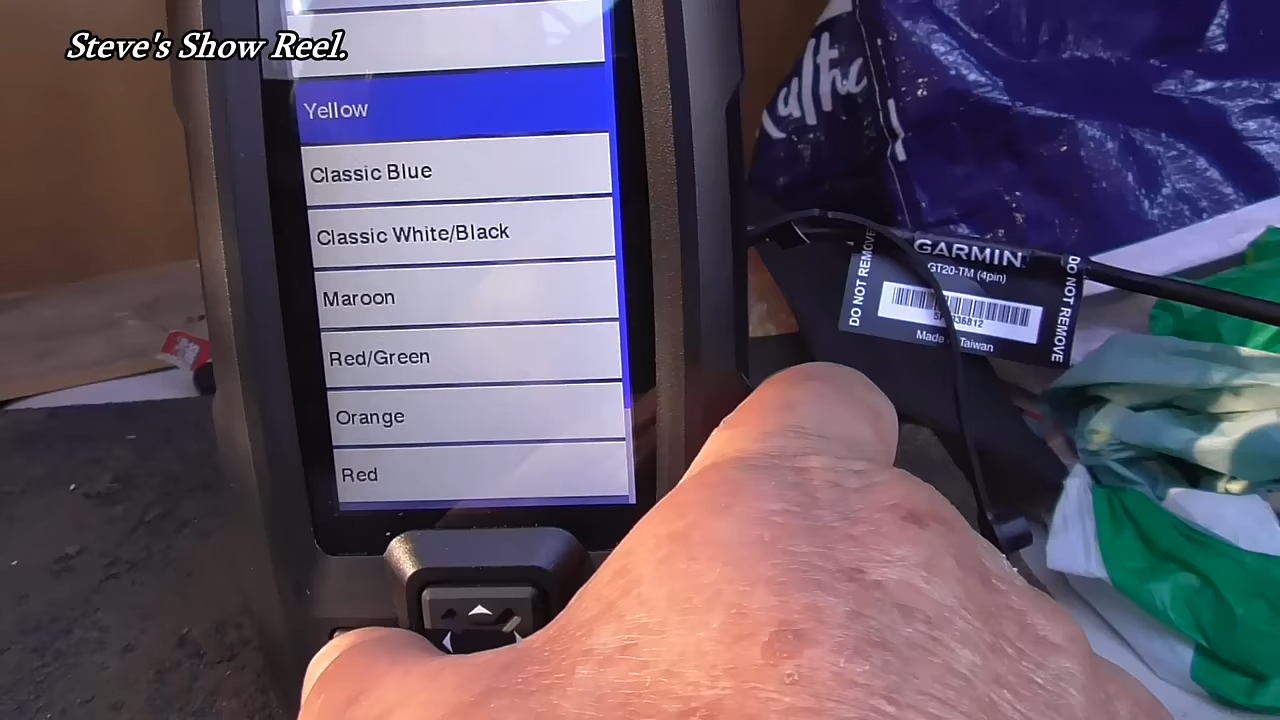 Steve's Show Reel.
Yellow
Classic Blue
Classic White/Black
Maroon
Red/Green
Orange
Red
DO NOT REMOVE
GARMIN
GT20-TM (4pin)
Made Taiwan
DO NOT REMOVE